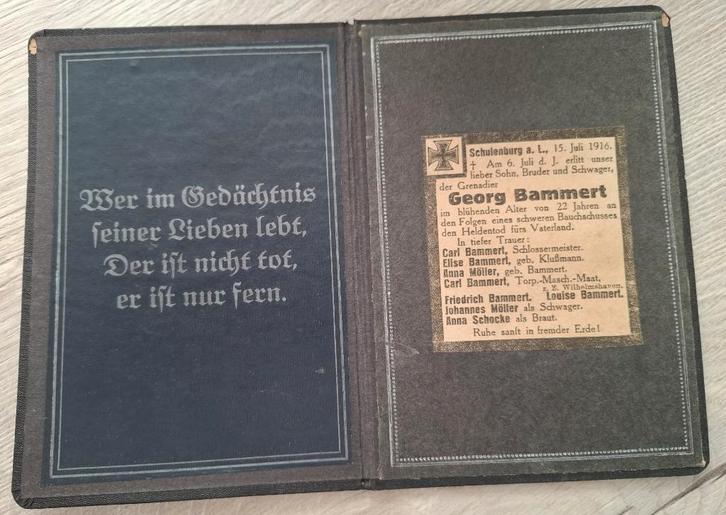 Wer im Gedächtnis
seiner Lieben lebt,
Der ist nicht tot,
er ist nur fern.
Schulenburg a. L., 15. Juli 1916.
† Am 6. Juli d. J. erlitt unser
lieber Sohn, Bruder und Schwager,
der Grenadier
Georg Bammert
im blühenden Alter von 22 Jahren an
den Folgen eines schweren Bauchschusses
den Heldentod fürs Vaterland.
In tiefer Trauer:
Carl Bammert, Schlossermeister.
Elise Bammert, geb. Klußmann.
Anna Möller, geb. Bammert.
Carl Bammert, Torp.-Masch.-Maat,
z. Z. Wilhelmshaven.
Friedrich Bammert. Louise Bammert.
Johannes Möller als Schwager.
Anna Schocke als Braut.
Ruhe sanft in fremder Erde!